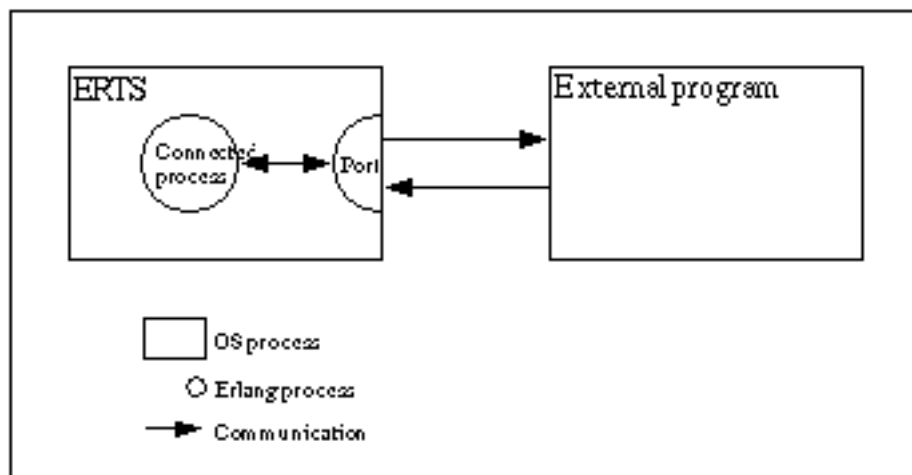 ERTS
External program
Connected
process
Port
OS process
Erlang process
Communication